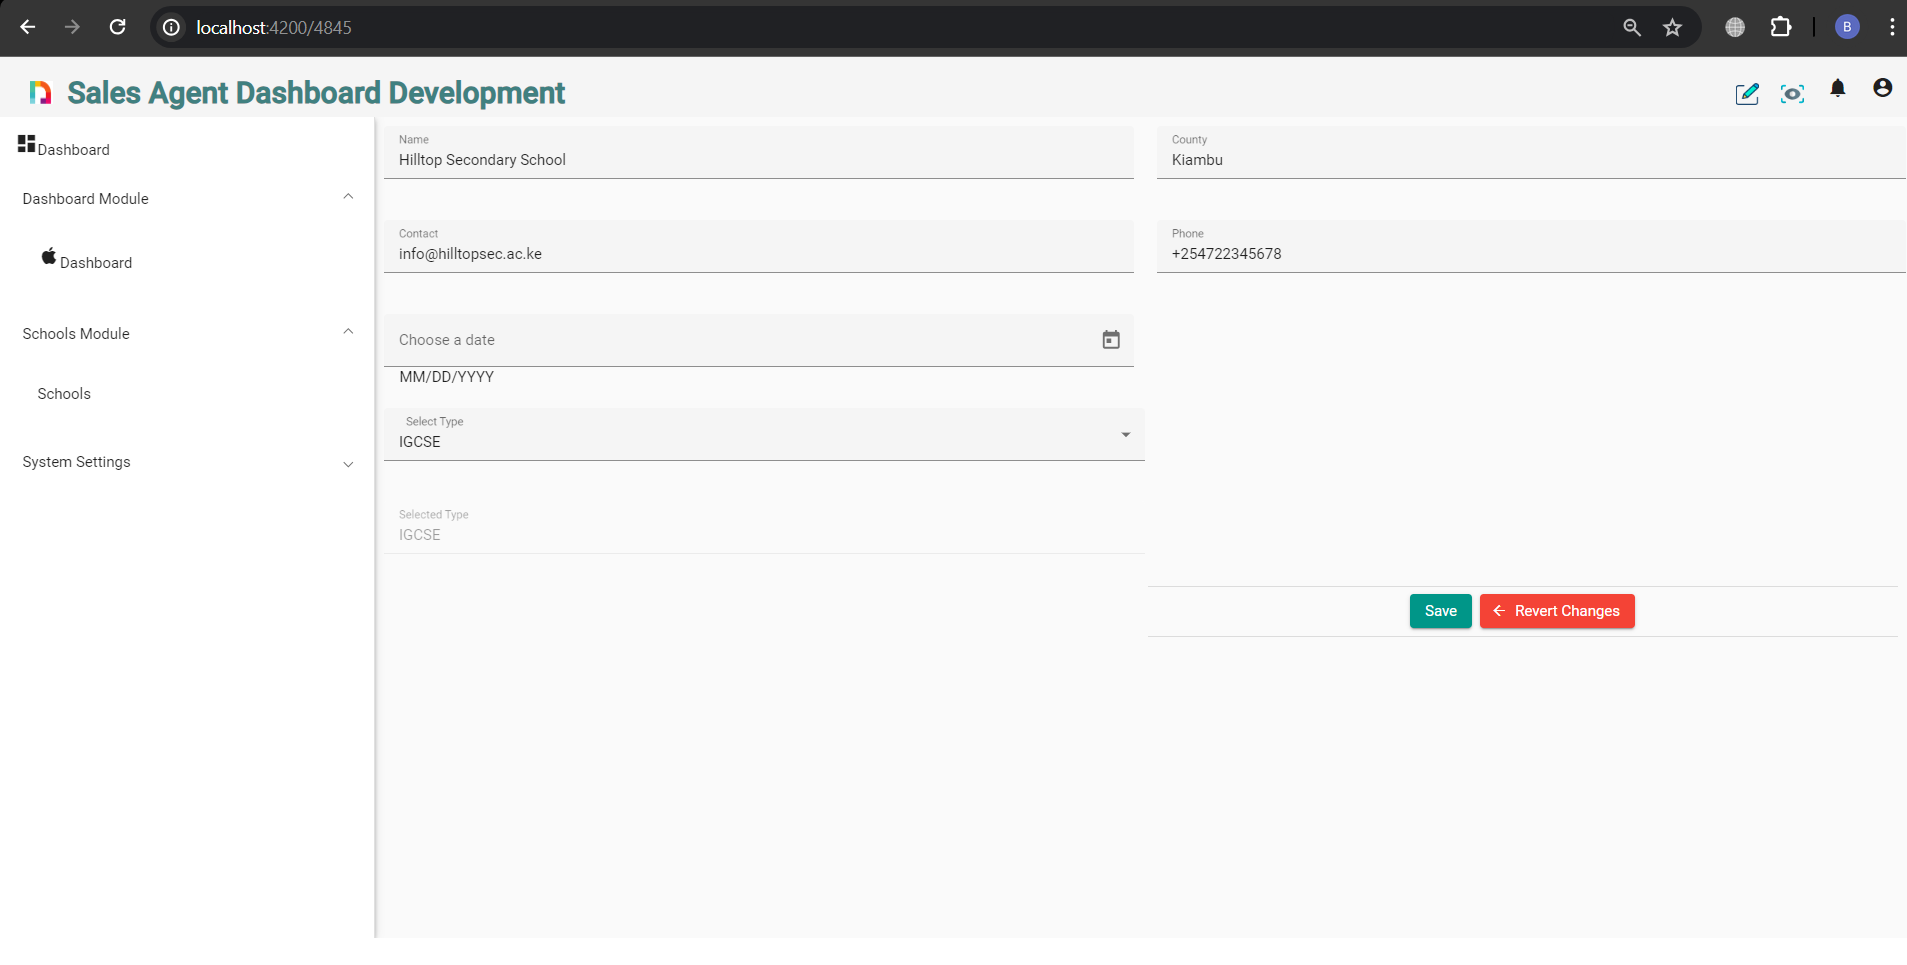 localhost:4200/4845
B
Sales Agent Dashboard Development
Dashboard
Dashboard Module
Dashboard
Schools Module
Schools
System Settings
Name
Hilltop Secondary School
County
Kiambu
Contact
info@hilltopsec.ac.ke
Phone
+254722345678
Choose a date
MM/DD/YYYY
Select Type
IGCSE
Selected Type
IGCSE
Save
Revert Changes